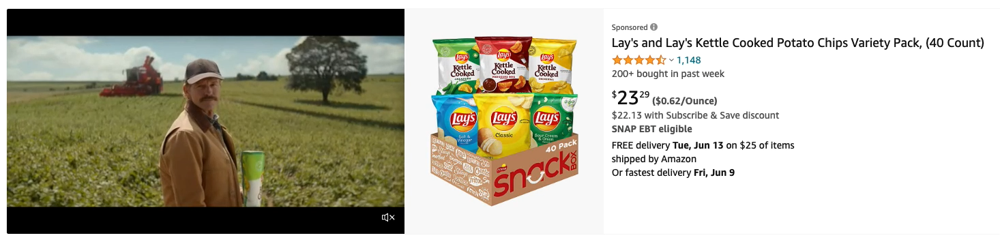 Sponsored
Lay's and Lay's Kettle Cooked Potato Chips Variety Pack, (40 Count)
1,148
200+ bought in past week
$23 29 ($0.62/Ounce)
$22.13 with Subscribe & Save discount
SNAP EBT eligible
FREE delivery Tue, Jun 13 on $25 of items
shipped by Amazon
Or fastest delivery Fri, Jun 9
Lay's
Kettle
Cooked
JALAPEÑO
Lay's
Kettle
Cooked
MESQUITE BBQ
Lay's
Kettle
Cooked
ORIGINAL
Lay's
Salt &
Vinegar
Lay's
Classic
Lay's
Sour Cream
& Onion
40 Pack
snack
BOX